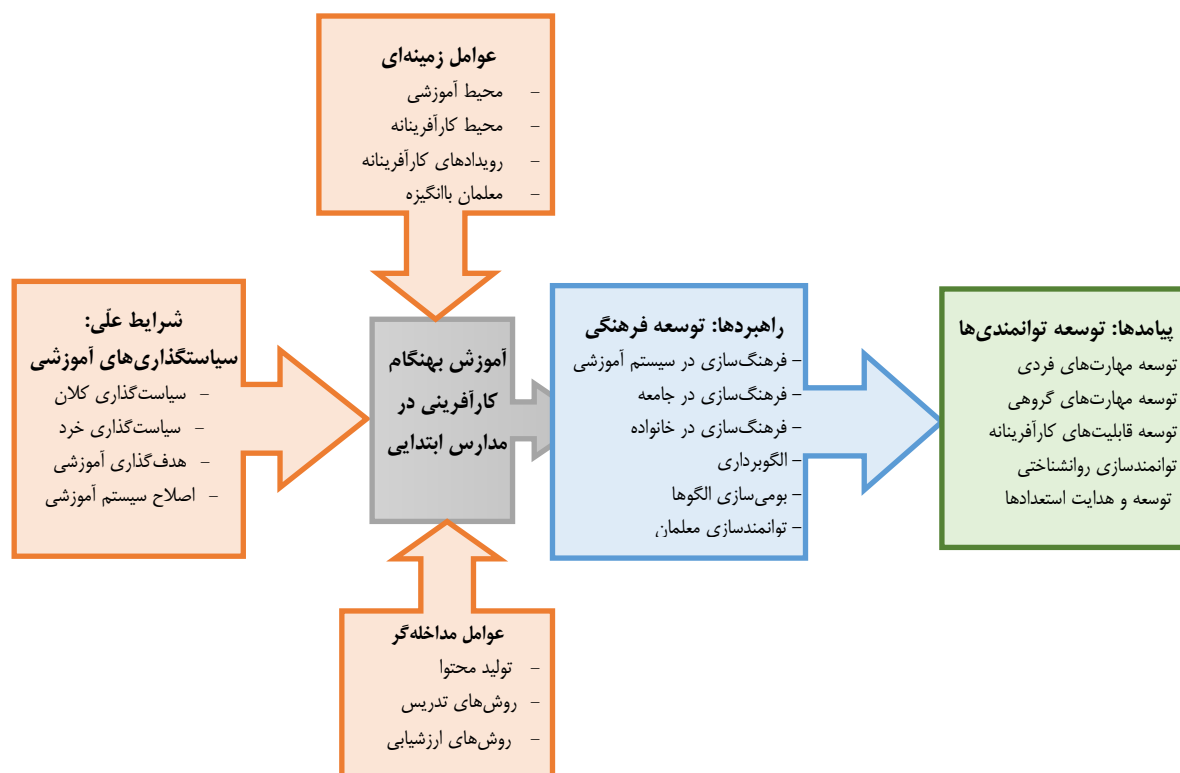 عوامل زمینه‌ای
- محیط آموزشی
- محیط کارآفرینانه
- رویدادهای کارآفرینانه
- معلمان باانگیزه
شرایط علّی:
سیاستگذاری‌های آموزشی
- سیاست‌گذاری کلان
- سیاست‌گذاری خرد
- هدف‌گذاری آموزشی
- اصلاح سیستم آموزشی
آموزش بهنگام
کارآفرینی در
مدارس ابتدایی
راهبردها: توسعه فرهنگی
- فرهنگ‌سازی در سیستم آموزشی
- فرهنگ‌سازی در جامعه
- فرهنگ‌سازی در خانواده
- الگوبرداری
- بومی‌سازی الگوها
- توانمندسازی معلمان
پیامدها: توسعه توانمندی‌ها
توسعه مهارت‌های فردی
توسعه مهارت‌های گروهی
توسعه قابلیت‌های کارآفرینانه
توانمندسازی روانشناختی
توسعه و هدایت استعدادها
عوامل مداخله‌گر
- تولید محتوا
- روش‌های تدریس
- روش‌های ارزشیابی